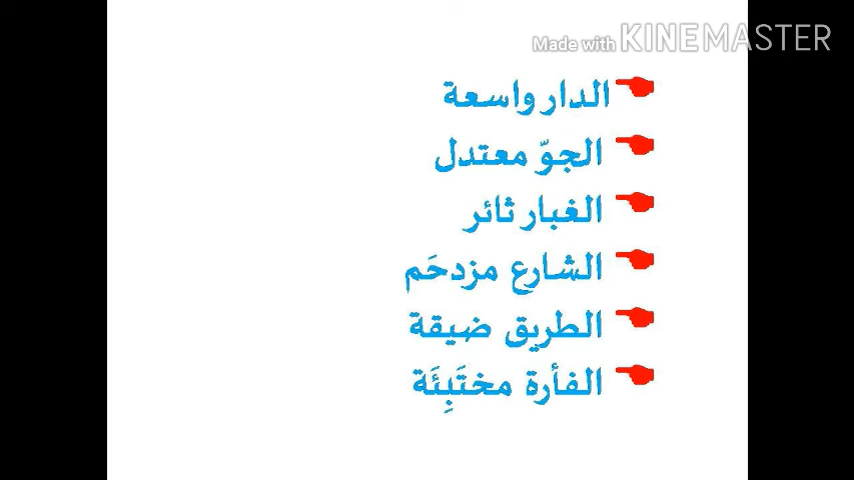 Made with KINEMASTER
الدار واسعة
الجوّ معتدل
الغبار ثائر
الشارع مزدحَم
الطريق ضيقة
الفأرة مختَبِئَة